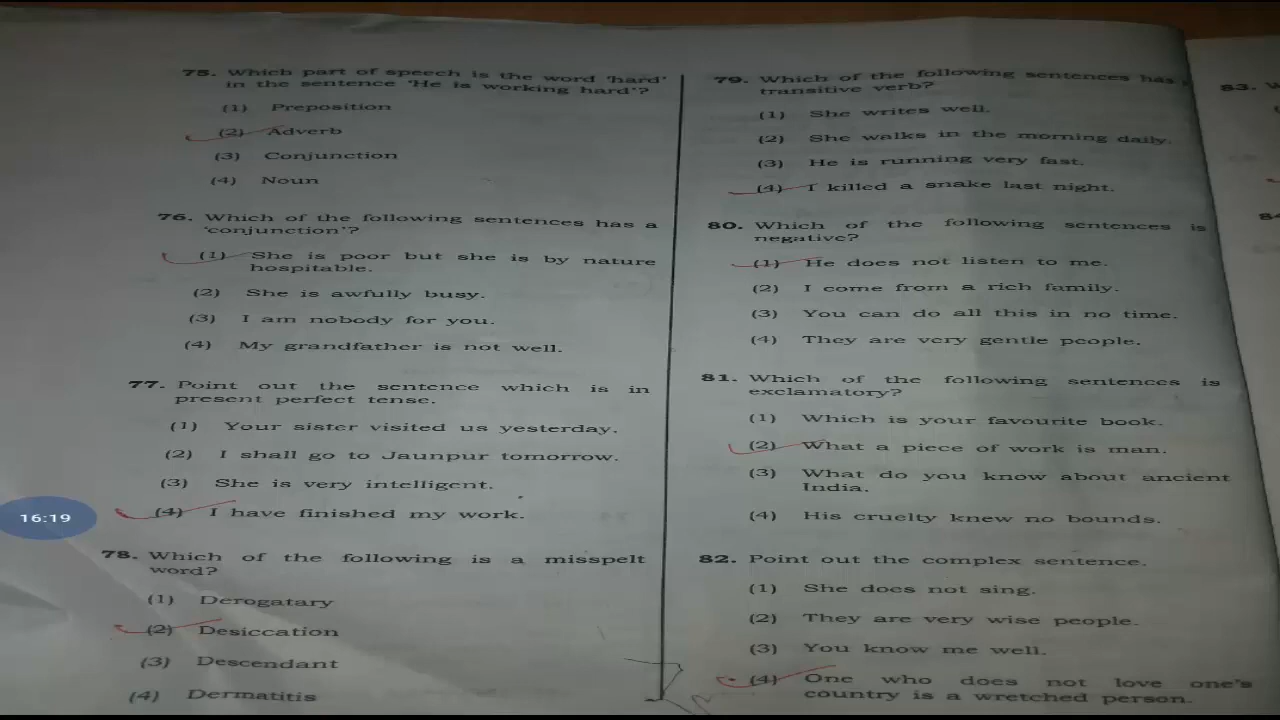 75. Which part of speech is the word 'hard'
in the sentence 'He is working hard'?
(1) Preposition
(2) Adverb
(3) Conjunction
(4) Noun
76. Which of the following sentences has a
'conjunction'?
(1) She is poor but she is by nature
hospitable.
(2) She is awfully busy.
(3) I am nobody for you.
(4) My grandfather is not well.
77. Point out the sentence which is in
present perfect tense.
(1) Your sister visited us yesterday.
(2) I shall go to Jaunpur tomorrow.
(3) She is very intelligent.
(4) I have finished my work.
16:19
78. Which of the following is a misspelt
word?
(1) Derogatary
(2) Desiccation
(3) Descendant
(4) Dermatitis
79. Which of the following sentences has
transitive verb?
(1) She writes well.
(2) She walks in the morning daily.
(3) He is running very fast.
(4) I killed a snake last night.
80. Which of the following sentences is
negative?
(1) He does not listen to me.
(2) I come from a rich family.
(3) You can do all this in no time.
(4) They are very gentle people.
81. Which of the following sentences is
exclamatory?
(1) Which is your favourite book.
(2) What a piece of work is man.
(3) What do you know about ancient
India.
(4) His cruelty knew no bounds.
82. Point out the complex sentence.
(1) She does not sing.
(2) They are very wise people.
(3) You know me well.
(4) One who does not love one's
country is a wretched person.
83.